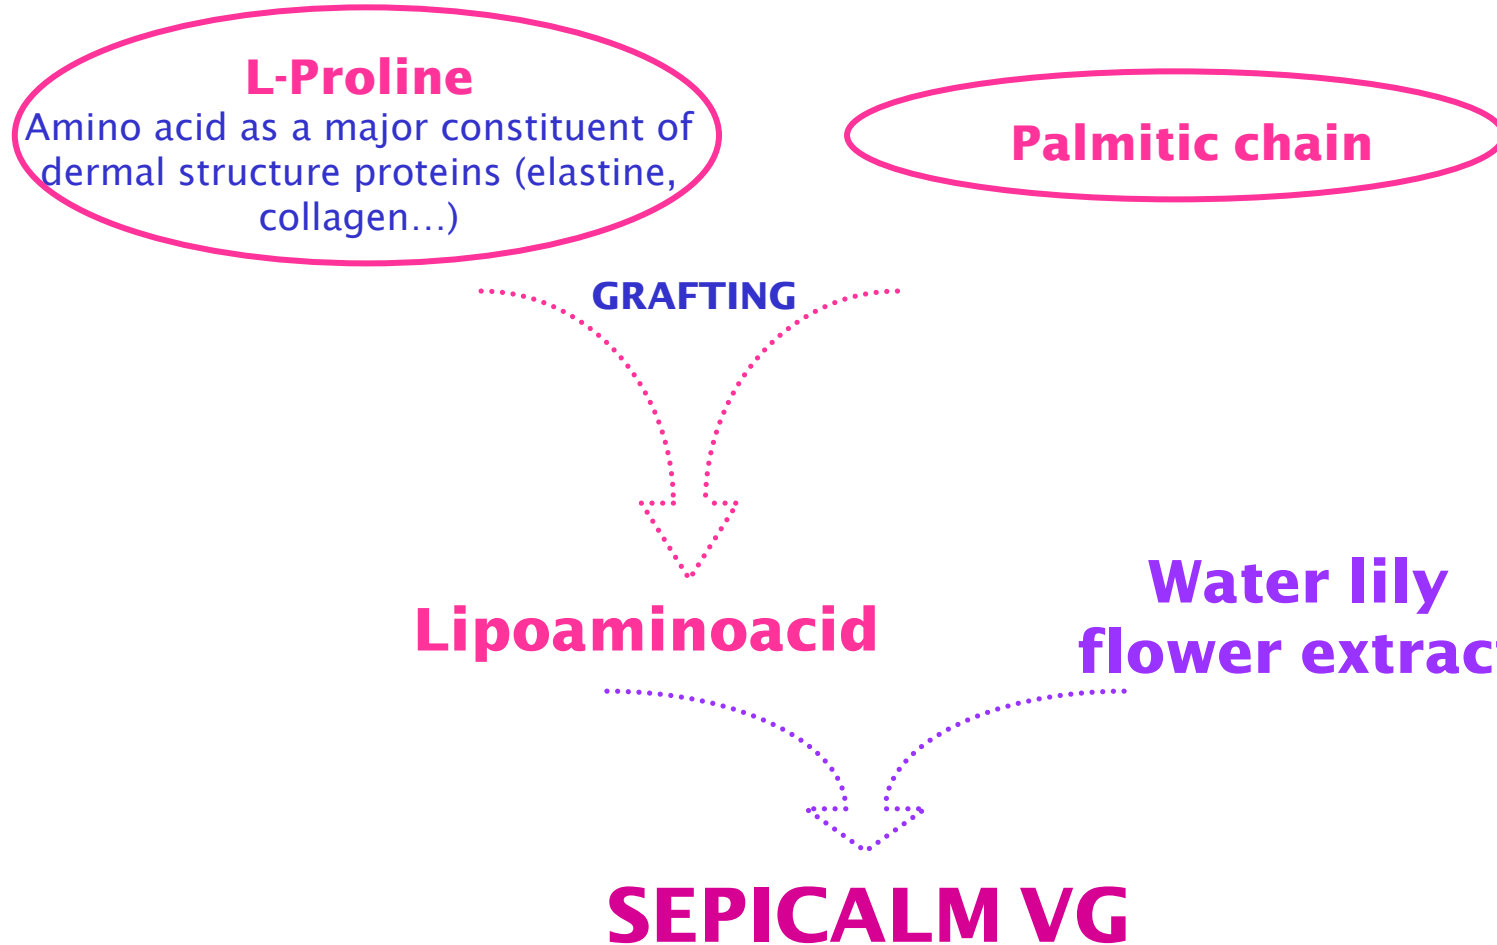 L-Proline
Amino acid as a major constituent of
dermal structure proteins (elastine,
collagen…)
Palmitic chain
GRAFTING
Lipoaminoacid
Water lily
flower extract
SEPICALM VG